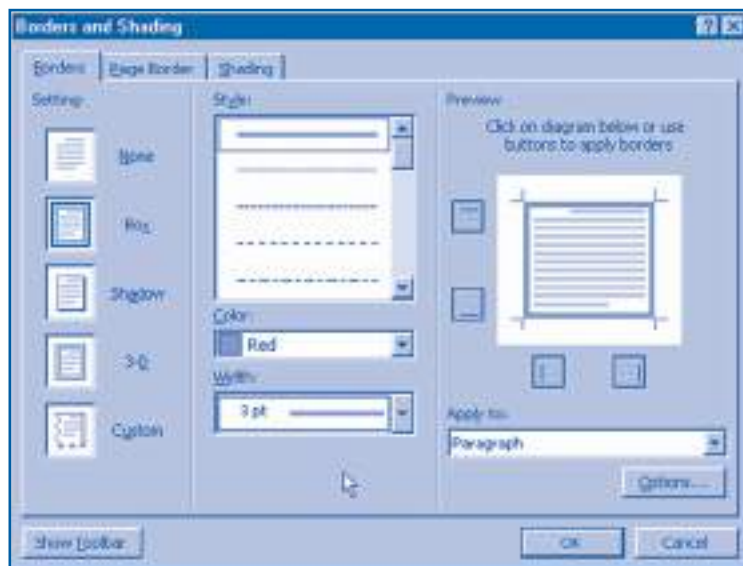 Borders and Shading
Borders
Page Border
Shading
Setting:
None
Box
Shadow
3-D
Custom
Style:
Color:
Red
Width:
3 pt
Preview
Click on diagram below or use
buttons to apply borders
Apply to:
Paragraph
Options...
Show Toolbar
OK
Cancel